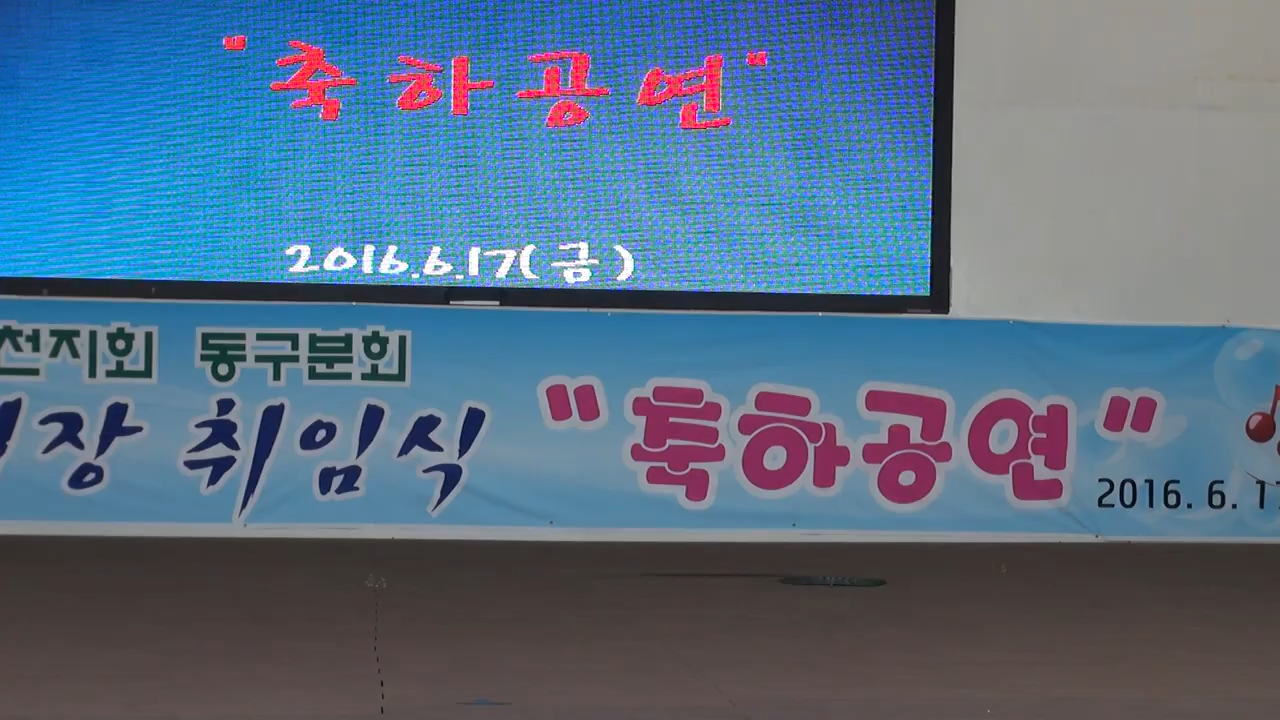 "축하공연"
2016.6.17(금)
천지회 동구분회
장 취임식 "축하공연" 2016. 6. 17